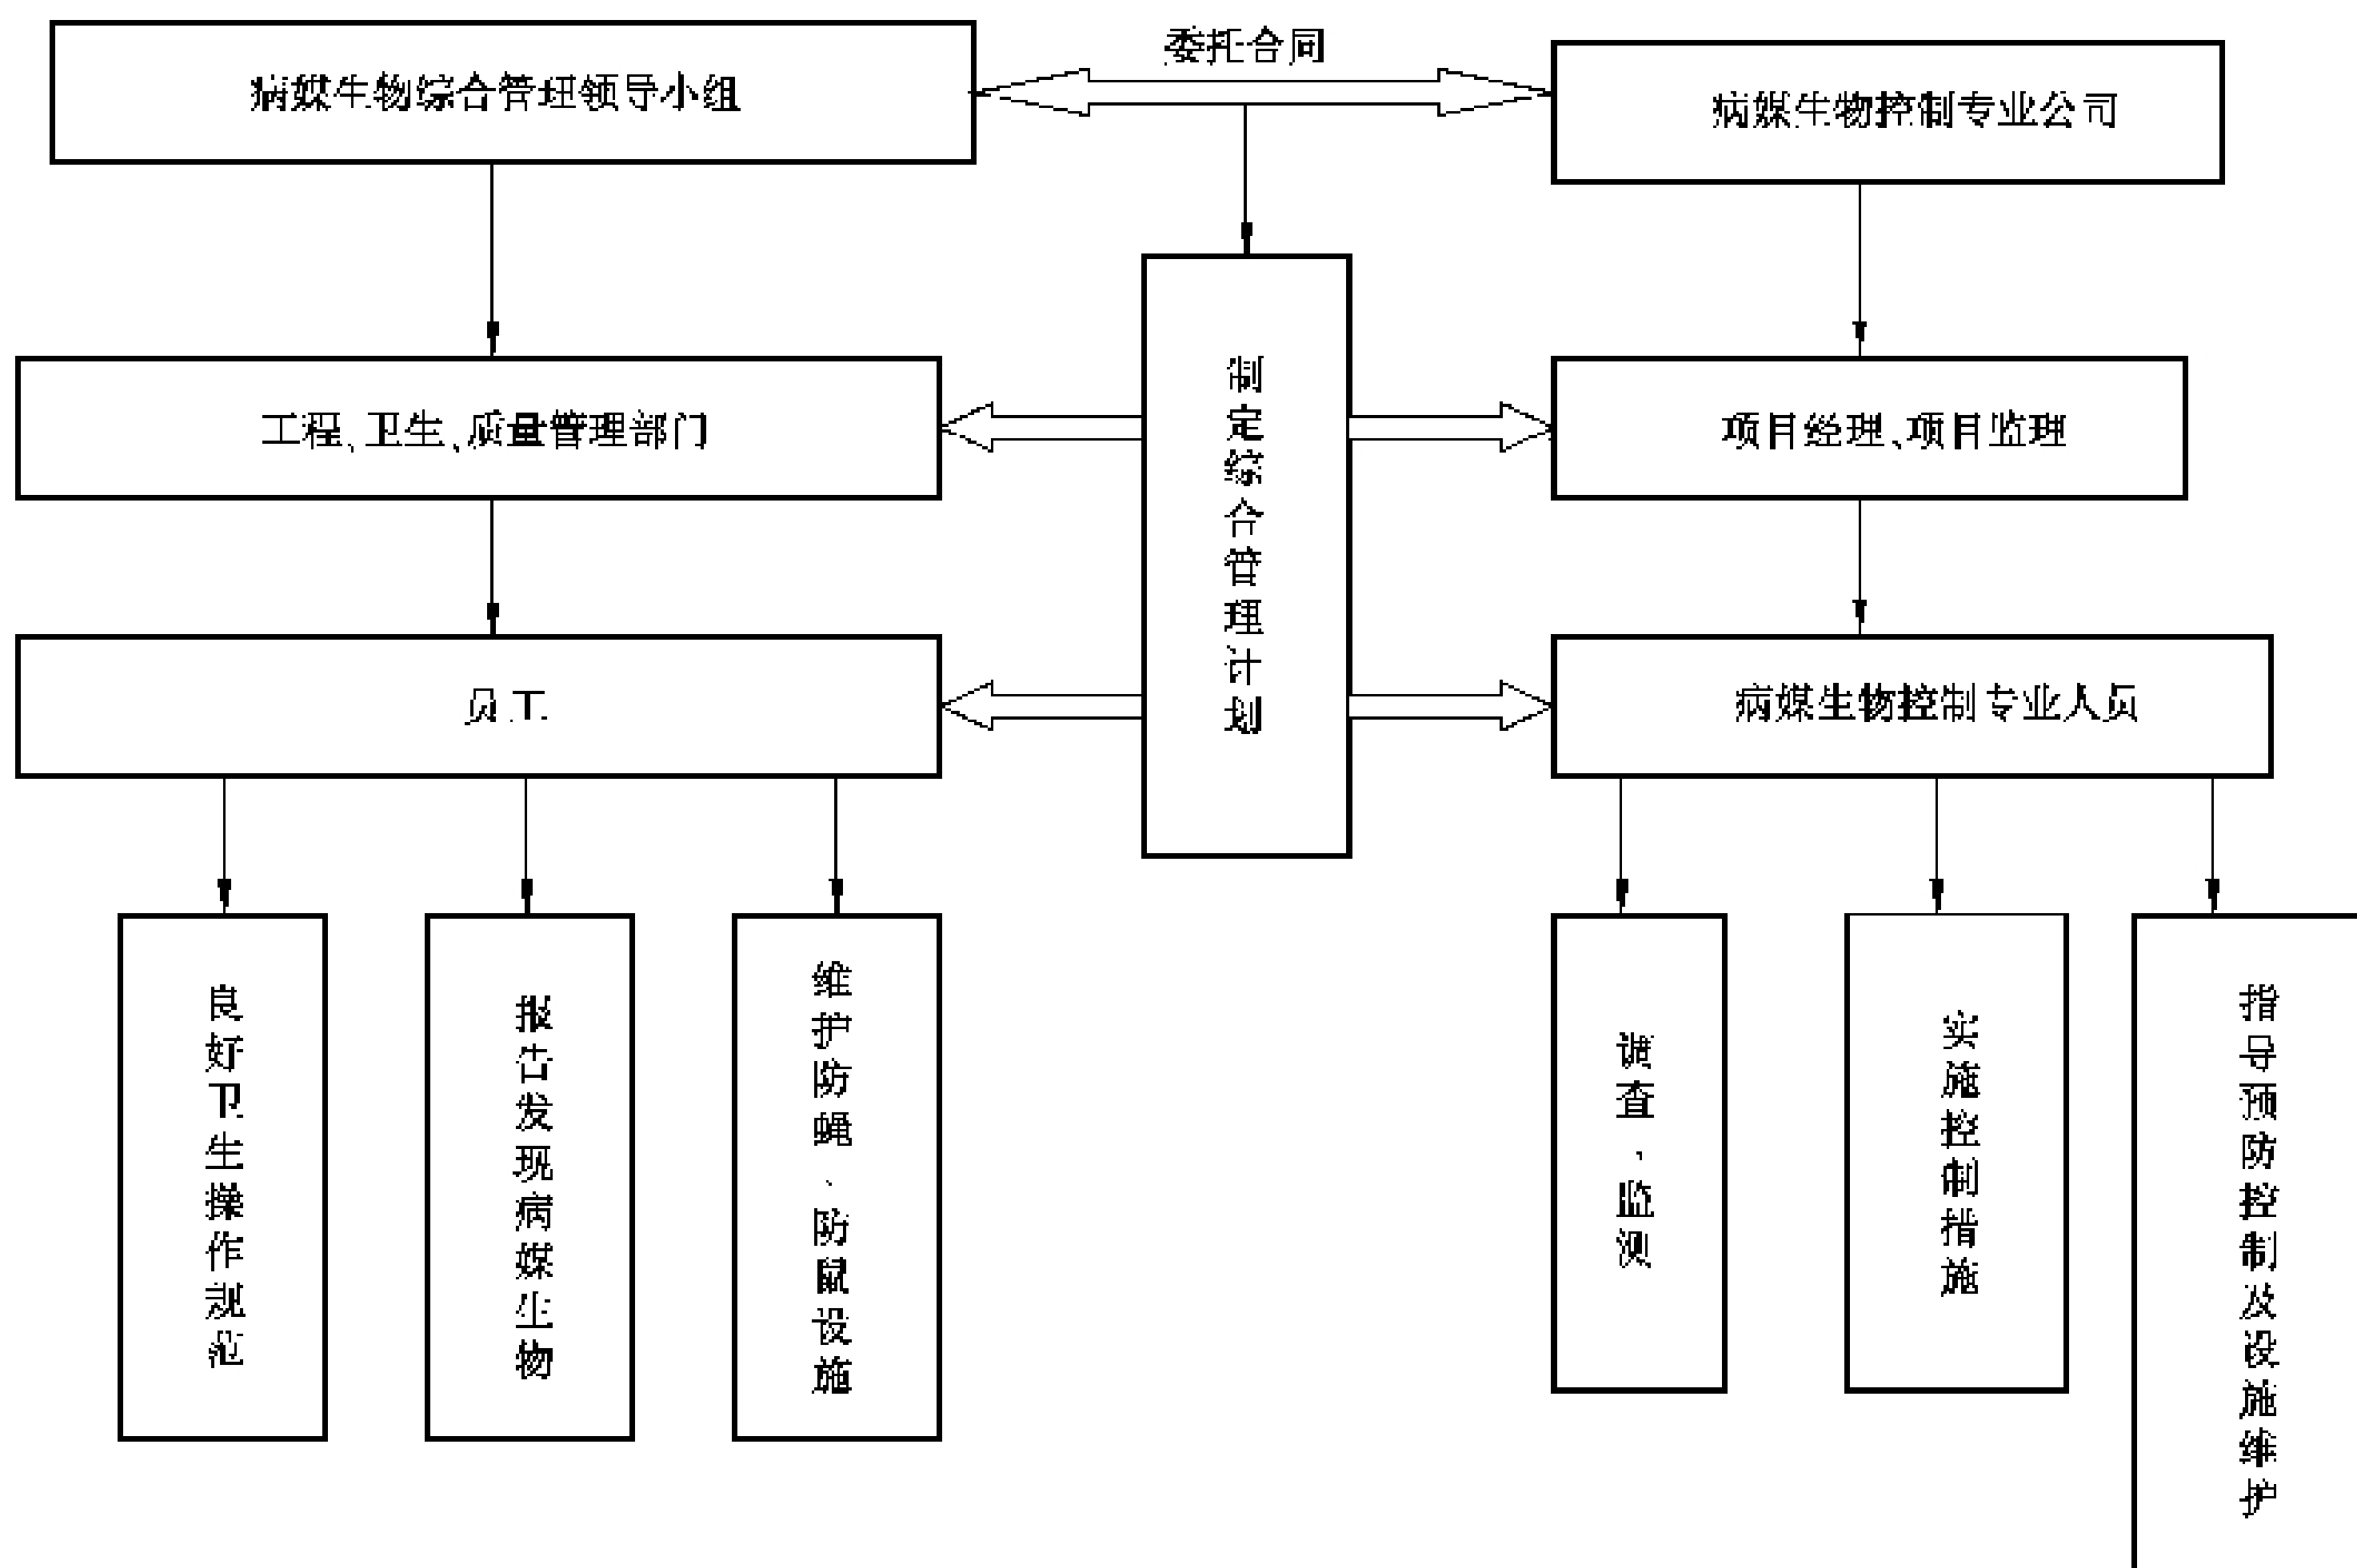 委托合同
病媒生物综合管理领导小组
病媒生物控制专业公司
制定综合管理计划
工程、卫生、质量管理部门
项目经理、项目监理
员工
病媒生物控制专业人员
良好卫生操作规范
报告发现病媒生物
维护防蝇、防鼠设施
调查、监测
实施控制措施
指导预防控制及设施维护